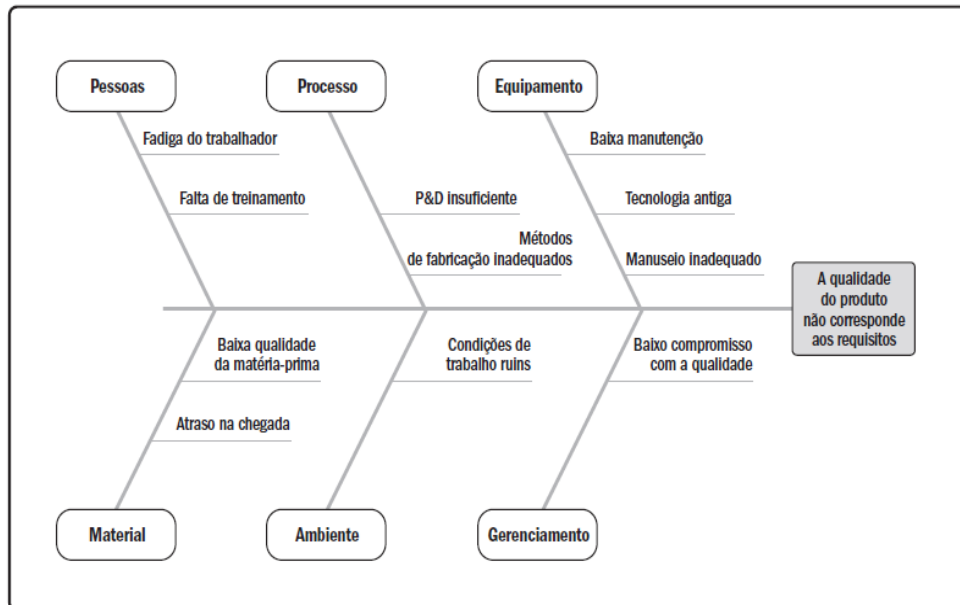 Pessoas
Processo
Equipamento
Fadiga do trabalhador
Falta de treinamento
P&D insuficiente
Métodos
de fabricação inadequados
Baixa manutenção
Tecnologia antiga
Manuseio inadequado
A qualidade
do produto
não corresponde
aos requisitos
Baixa qualidade
da matéria-prima
Atraso na chegada
Condições de
trabalho ruins
Baixo compromisso
com a qualidade
Material
Ambiente
Gerenciamento